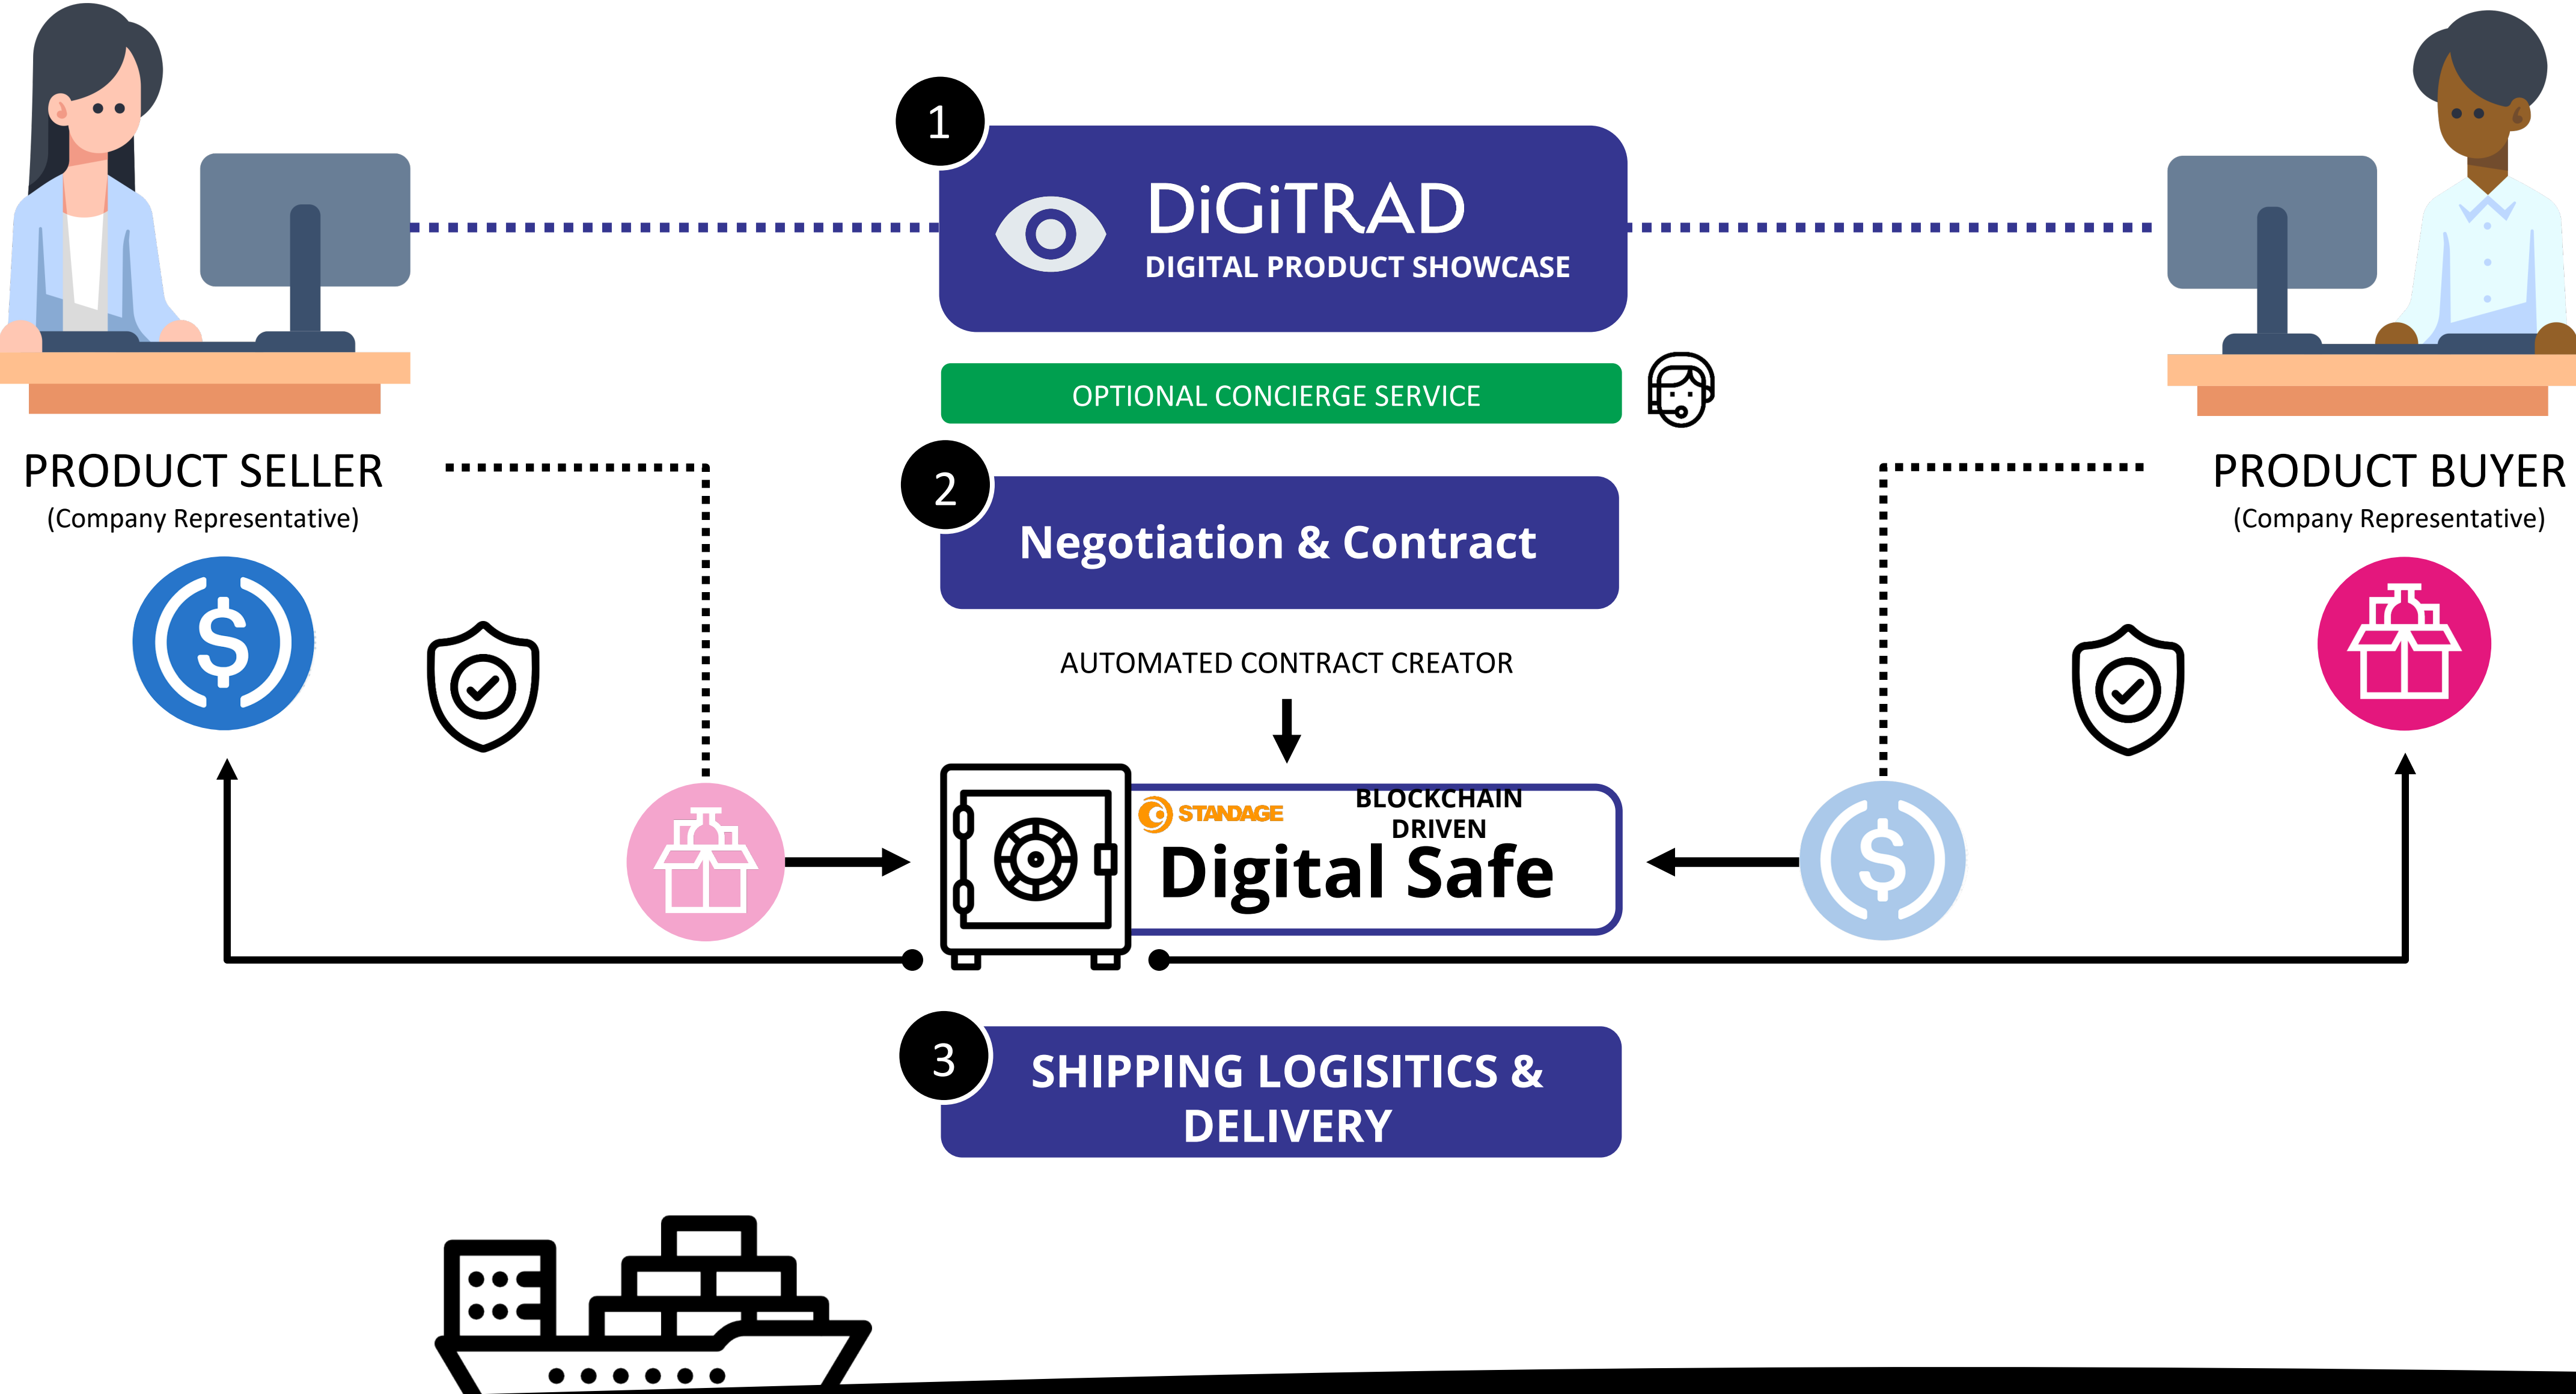 1
DiGiTRAD
DIGITAL PRODUCT SHOWCASE
OPTIONAL CONCIERGE SERVICE
PRODUCT SELLER
(Company Representative)
PRODUCT BUYER
(Company Representative)
2
Negotiation & Contract
AUTOMATED CONTRACT CREATOR
STANDAGE
BLOCKCHAIN
DRIVEN
Digital Safe
3
SHIPPING LOGISITICS &
DELIVERY